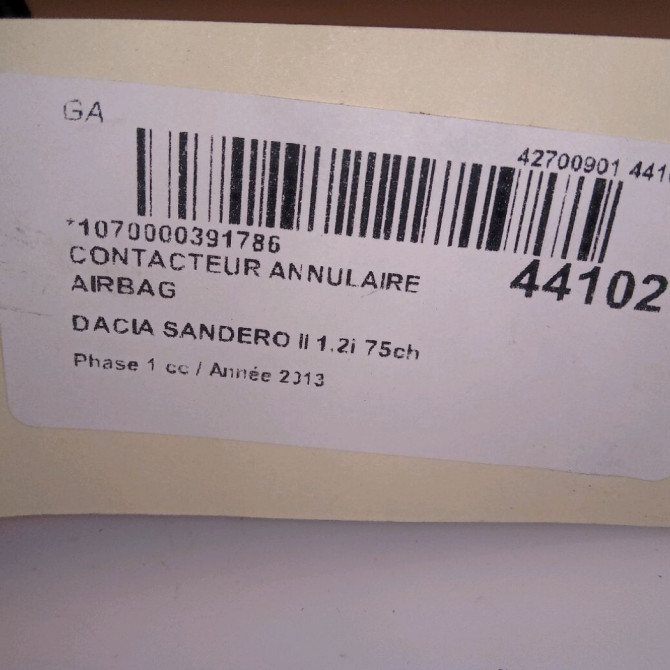 GA
42700901 441
*1070000391786
CONTACTEUR ANNULAIRE
AIRBAG
44102
DACIA SANDERO II 1.2i 75ch
Phase 1 cc / Année 2013